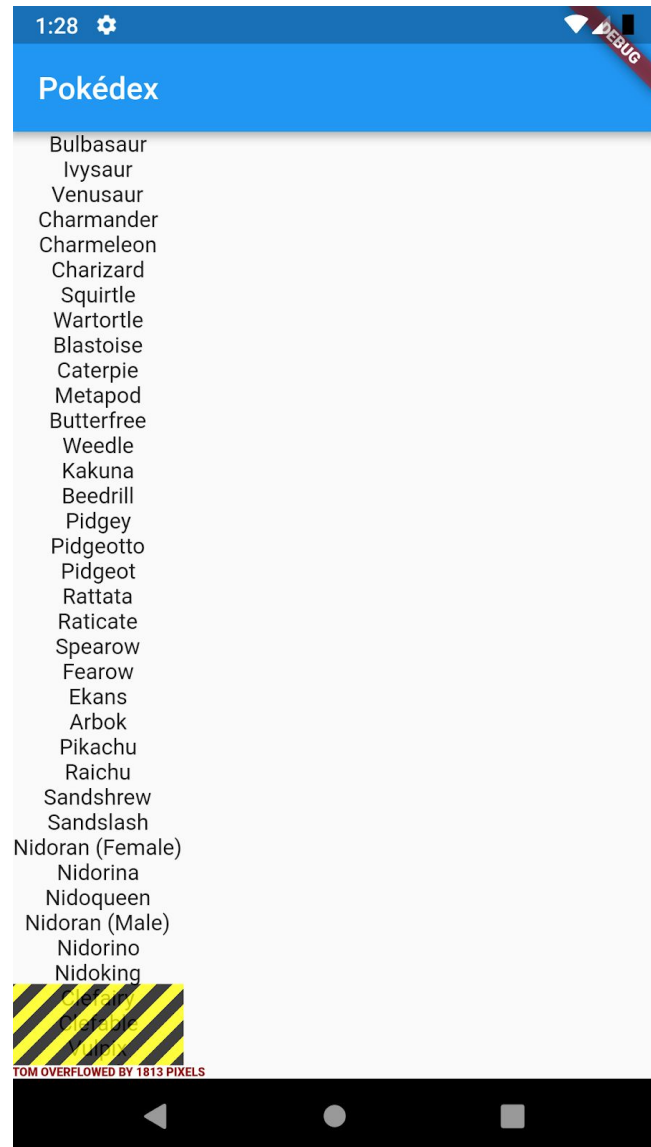 1:28
DEBUG
Pokédex
Bulbasaur
Ivysaur
Venusaur
Charmander
Charmeleon
Charizard
Squirtle
Wartortle
Blastoise
Caterpie
Metapod
Butterfree
Weedle
Kakuna
Beedrill
Pidgey
Pidgeotto
Pidgeot
Rattata
Raticate
Spearow
Fearow
Ekans
Arbok
Pikachu
Raichu
Sandshrew
Sandslash
Nidoran (Female)
Nidorina
Nidoqueen
Nidoran (Male)
Nidorino
Nidoking
Clefairy
Clefable
Vulpix
TOM OVERFLOWED BY 1813 PIXELS